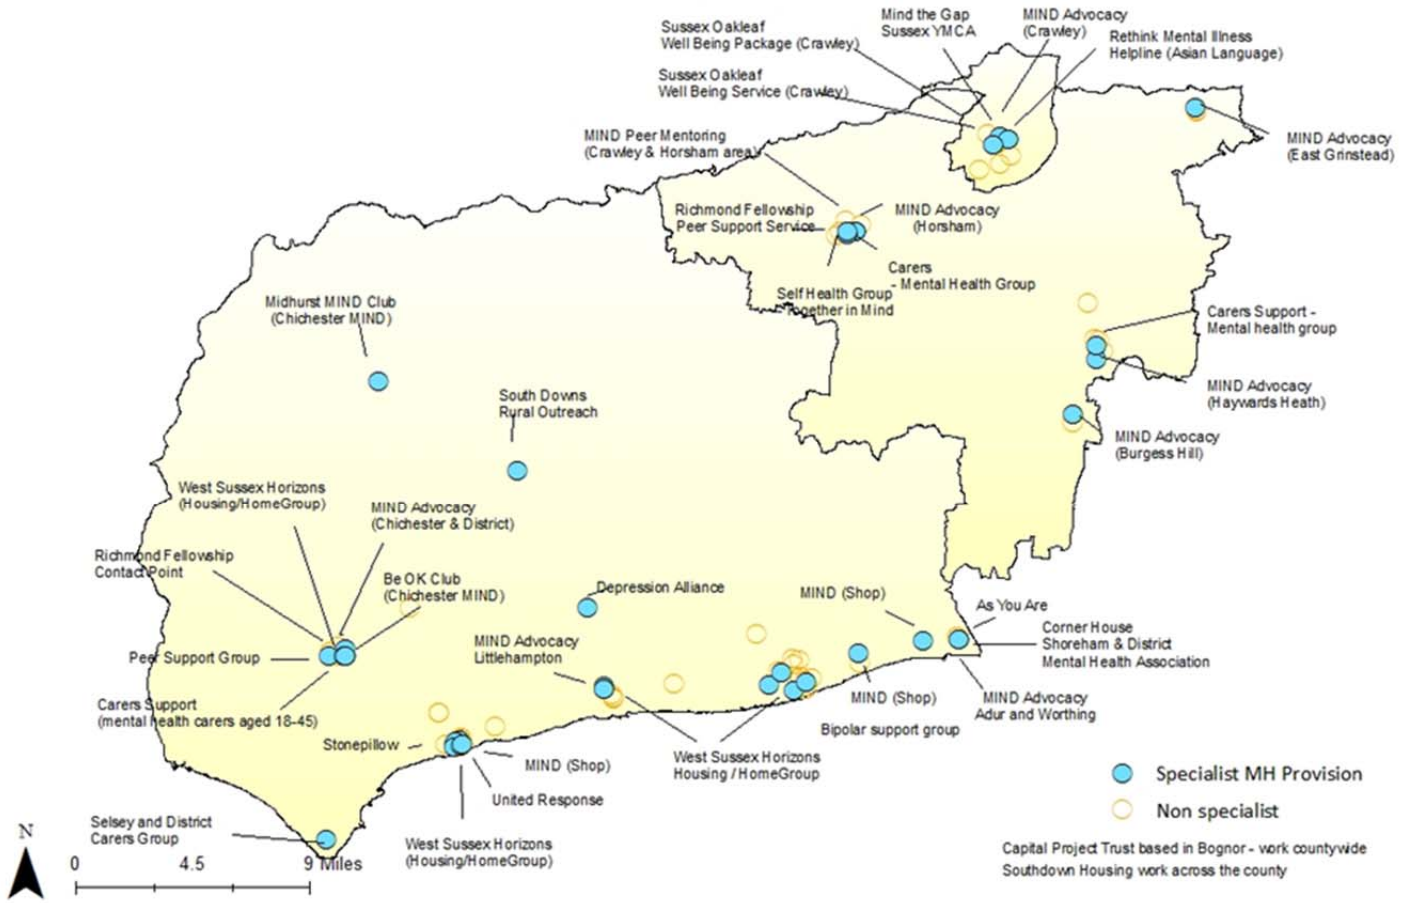 Sussex Oakleaf
Well Being Package (Crawley)
Mind the Gap
Sussex YMCA
MIND Advocacy
(Crawley)
Rethink Mental Illness
Helpline (Asian Language)
Sussex Oakleaf
Well Being Service (Crawley)
MIND Peer Mentoring
(Crawley & Horsham area)
MIND Advocacy
(East Grinstead)
Richmond Fellowship
Peer Support Service
MIND Advocacy
(Horsham)
Carers
- Mental Health Group
Self Health Group
Together in Mind
Midhurst MIND Club
(Chichester MIND)
Carers Support -
Mental health group
South Downs
Rural Outreach
MIND Advocacy
(Haywards Heath)
MIND Advocacy
(Burgess Hill)
West Sussex Horizons
(Housing/HomeGroup)
MIND Advocacy
(Chichester & District)
Richmond Fellowship
Contact Point
Be OK Club
(Chichester MIND)
Depression Alliance
MIND (Shop)
As You Are
Corner House
Shoreham & District
Mental Health Association
Peer Support Group
MIND Advocacy
Littlehampton
Carers Support
(mental health carers aged 18-45)
MIND (Shop)
MIND Advocacy
Adur and Worthing
Bipolar support group
Stonepillow
MIND (Shop)
West Sussex Horizons
Housing / HomeGroup
United Response
Selsey and District
Carers Group
West Sussex Horizons
(Housing/HomeGroup)
Specialist MH Provision
Non specialist
Capital Project Trust based in Bognor - work countywide
Southdown Housing work across the county
N
0 4.5 9 Miles